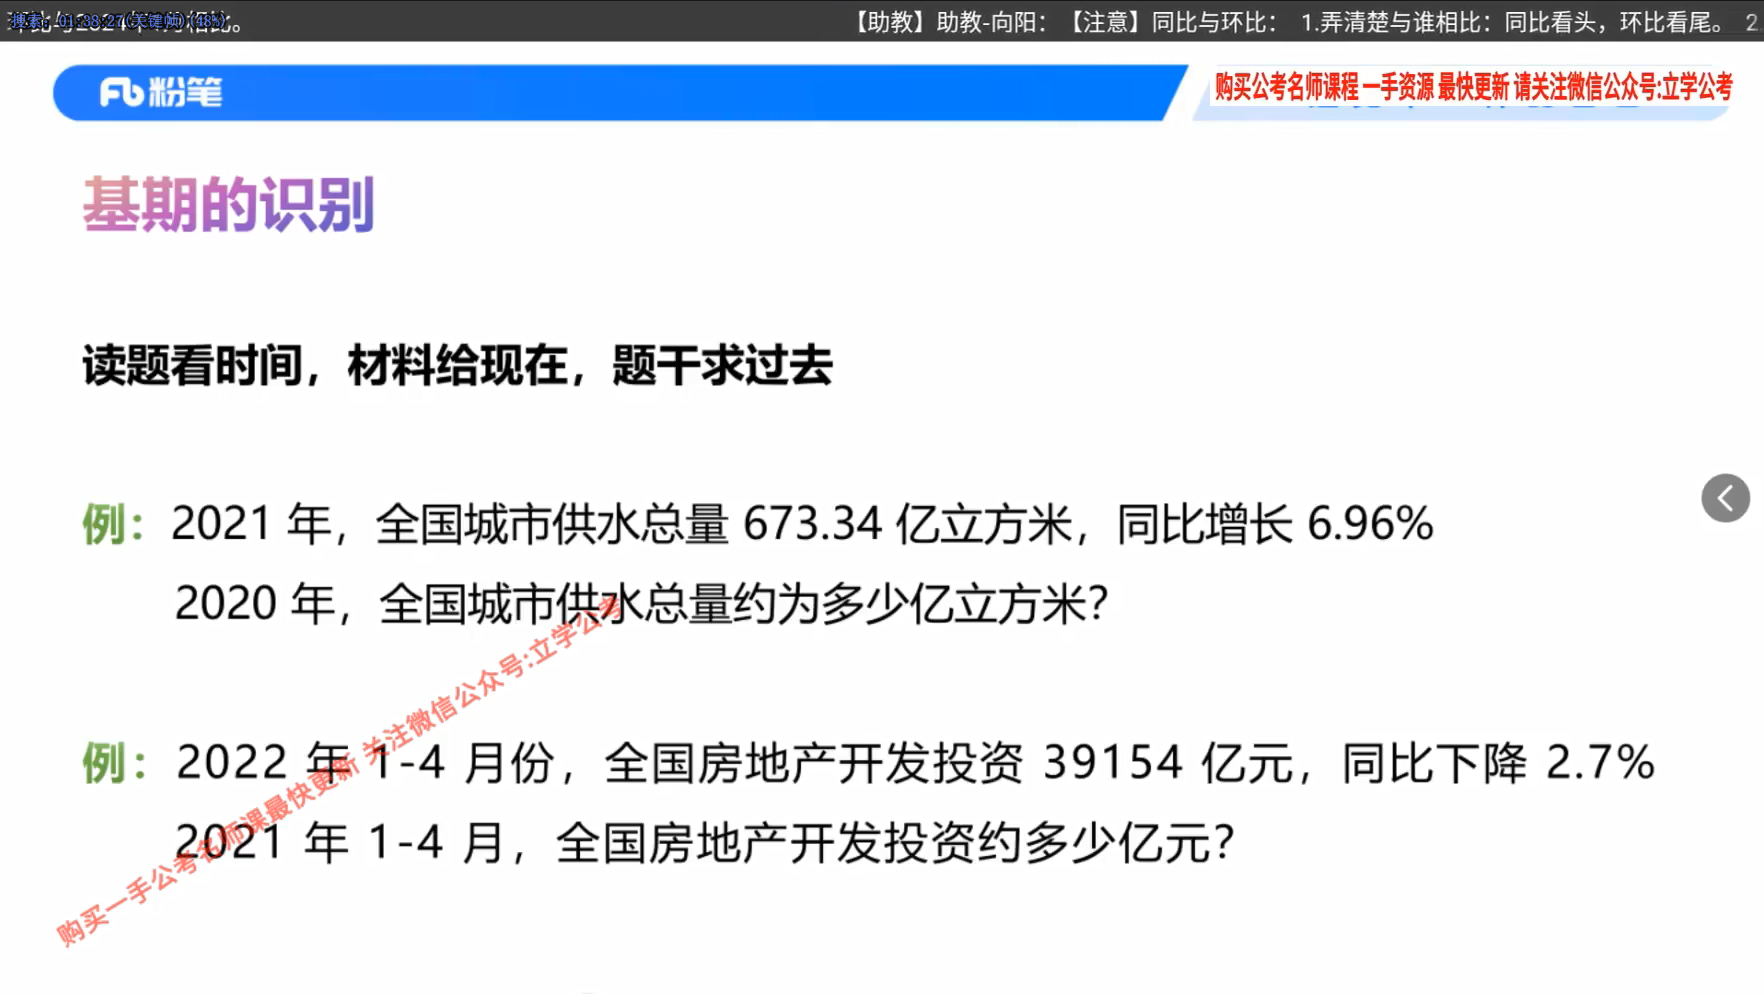 【助教】助教-向阳：【注意】同比与环比： 1.弄清楚与谁相比：同比看头，环比看尾。 2
粉笔
购买公考名师课程 一手资源 最快更新 请关注微信公众号:立学公考
基期的识别
读题看时间，材料给现在，题干求过去
例：2021 年，全国城市供水总量 673.34 亿立方米，同比增长 6.96%
2020 年，全国城市供水总量约为多少亿立方米？
例：2022 年 1-4 月份，全国房地产开发投资 39154 亿元，同比下降 2.7%
2021 年 1-4 月，全国房地产开发投资约多少亿元？
购买一手公考名师课最快更新 关注微信公众号:立学公考